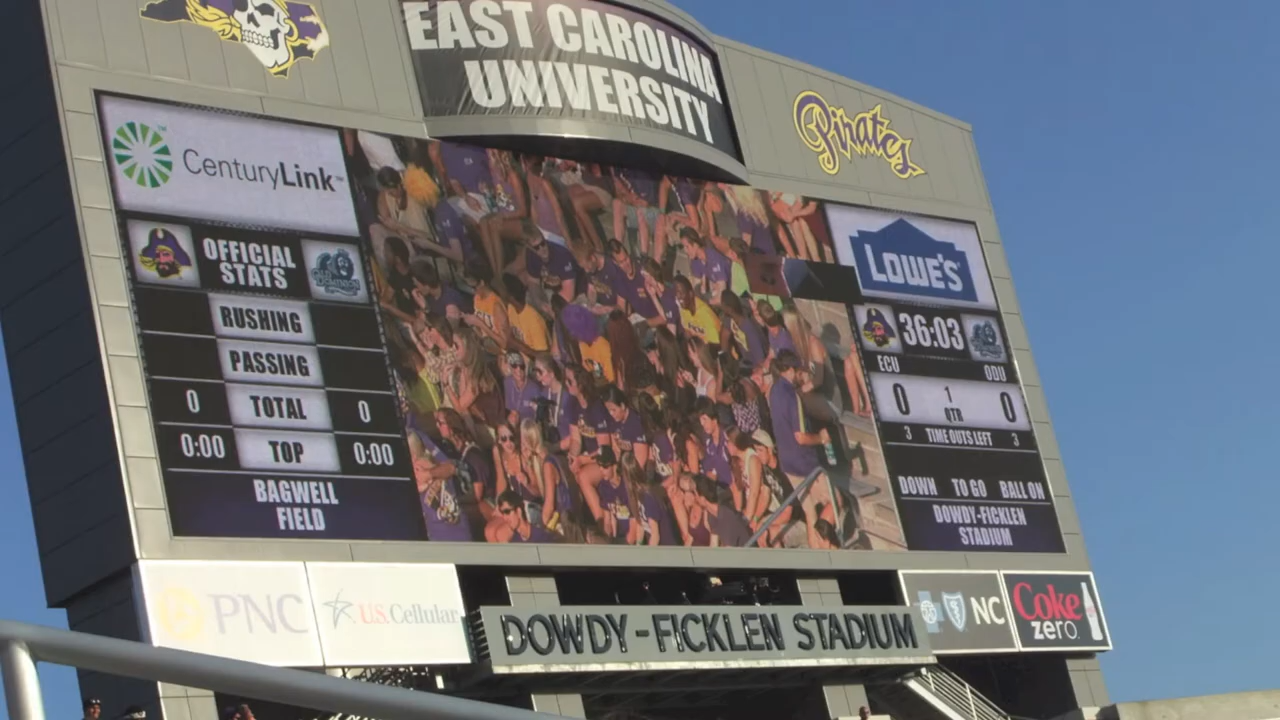 EAST CAROLINA
UNIVERSITY
Pirates
CenturyLink™
OFFICIAL
STATS
RUSHING
PASSING
0 TOTAL 0
0:00 TOP 0:00
BAGWELL
FIELD
LOWE'S
36:03
ECU ODU
0 1 0
QTR
3 TIME OUTS LEFT 3
DOWN TO GO BALL ON
DOWDY-FICKLEN
STADIUM
PNC
U.S. Cellular
DOWDY-FICKLEN STADIUM
NC
Coke
zero